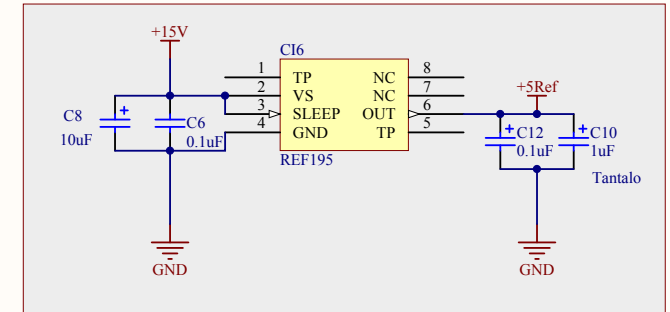 +15V
CI6
1 TP NC 8
2 VS NC 7
3 SLEEP OUT 6
4 GND TP 5
REF195
C8
10uF
C6
0.1uF
GND
+5Ref
C12
0.1uF
C10
1uF
Tantalo
GND